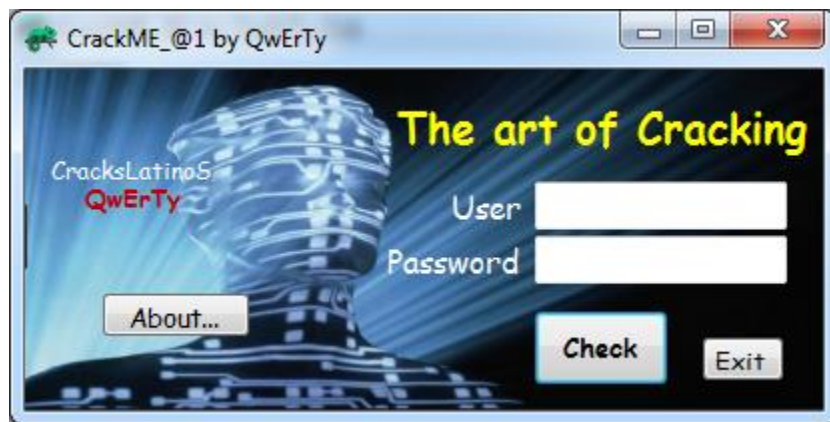 CrackME_@1 by QwErTy
The art of Cracking
CracksLatinoS
QwErTy
User
Password
About...
Check
Exit